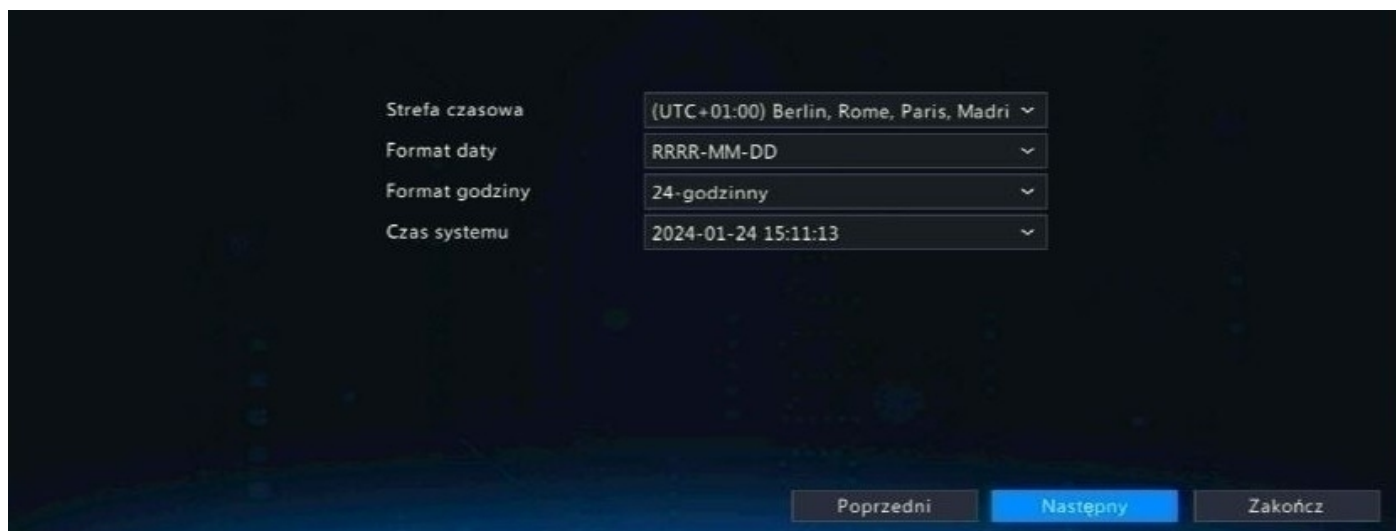 Strefa czasowa (UTC+01:00) Berlin, Rome, Paris, Madri
Format daty RRRR-MM-DD
Format godziny 24-godzinny
Czas systemu 2024-01-24 15:11:13
Poprzedni Następny Zakończ